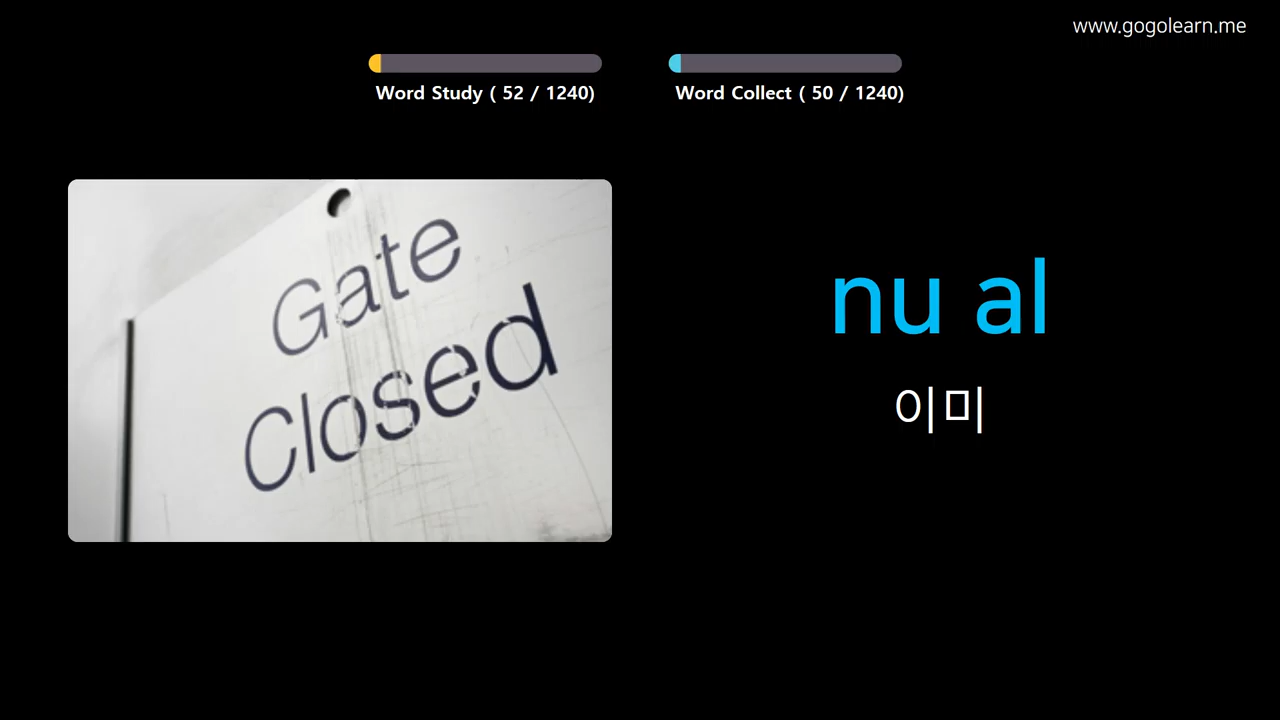 www.gogolearn.me
Word Study ( 52 / 1240)
Word Collect ( 50 / 1240)
Gate
Closed
nu al
이미